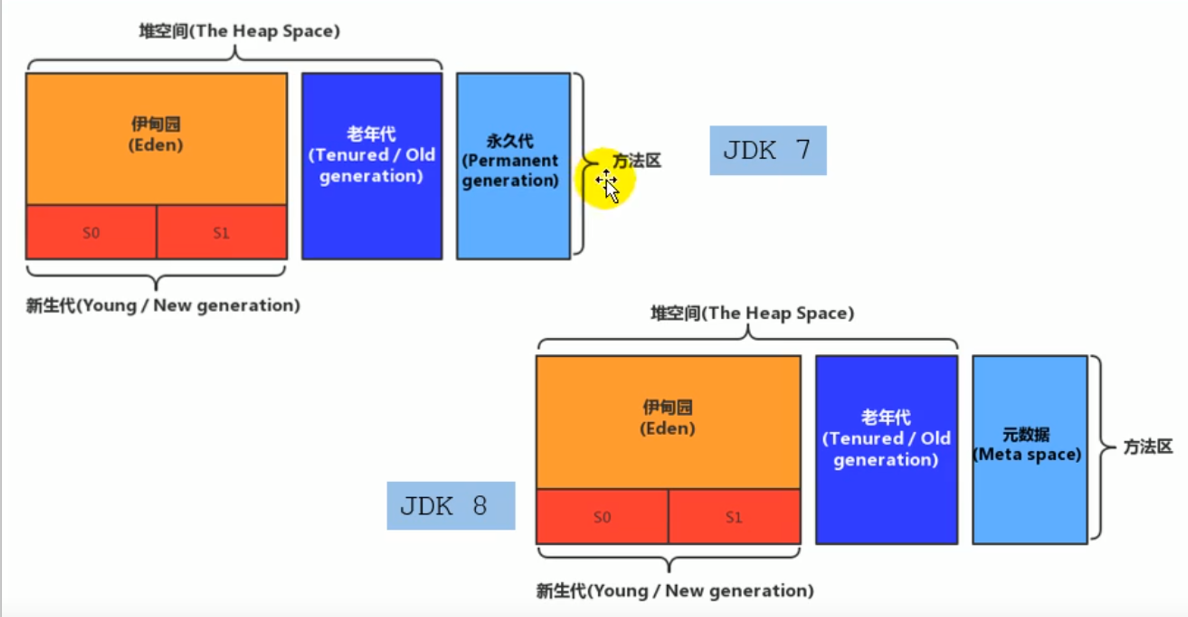 堆空间(The Heap Space)
伊甸园
(Eden)
老年代
(Tenured / Old
generation)
永久代
(Permanent
generation)
方法区
JDK 7
S0
S1
新生代(Young / New generation)
堆空间(The Heap Space)
伊甸园
(Eden)
老年代
(Tenured / Old
generation)
元数据
(Meta space)
方法区
JDK 8
S0
S1
新生代(Young / New generation)